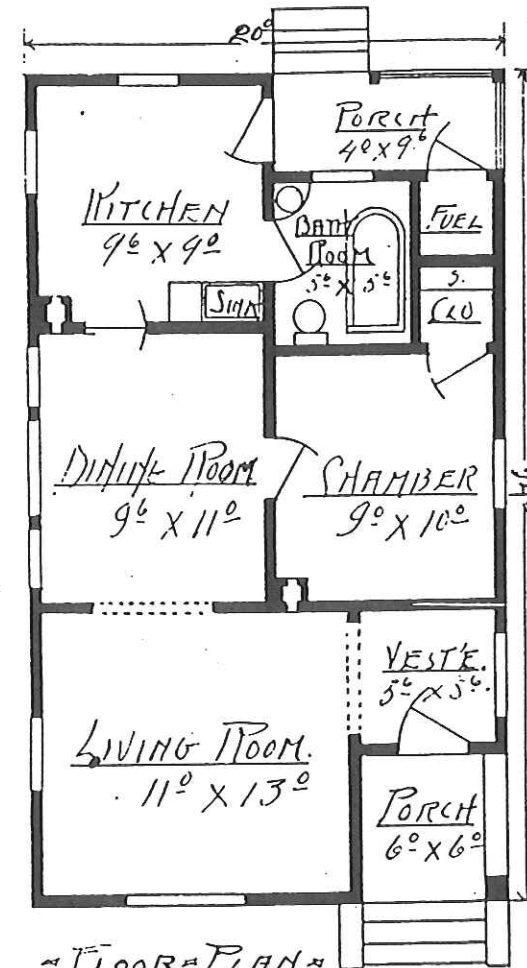 20⁰
PORCH
4⁰ X 9⁶
KITCHEN
9⁶ X 9⁰
BATH
ROOM
5⁶ X 5⁶
FUEL
SINK
S.
CLO
DINING ROOM
9⁶ X 11⁰
CHAMBER
9⁰ X 10⁰
VEST'E.
5⁶ X 5⁶.
LIVING ROOM.
11⁰ X 13⁰
PORCH
6⁰ X 6⁰
FLOOR PLAN